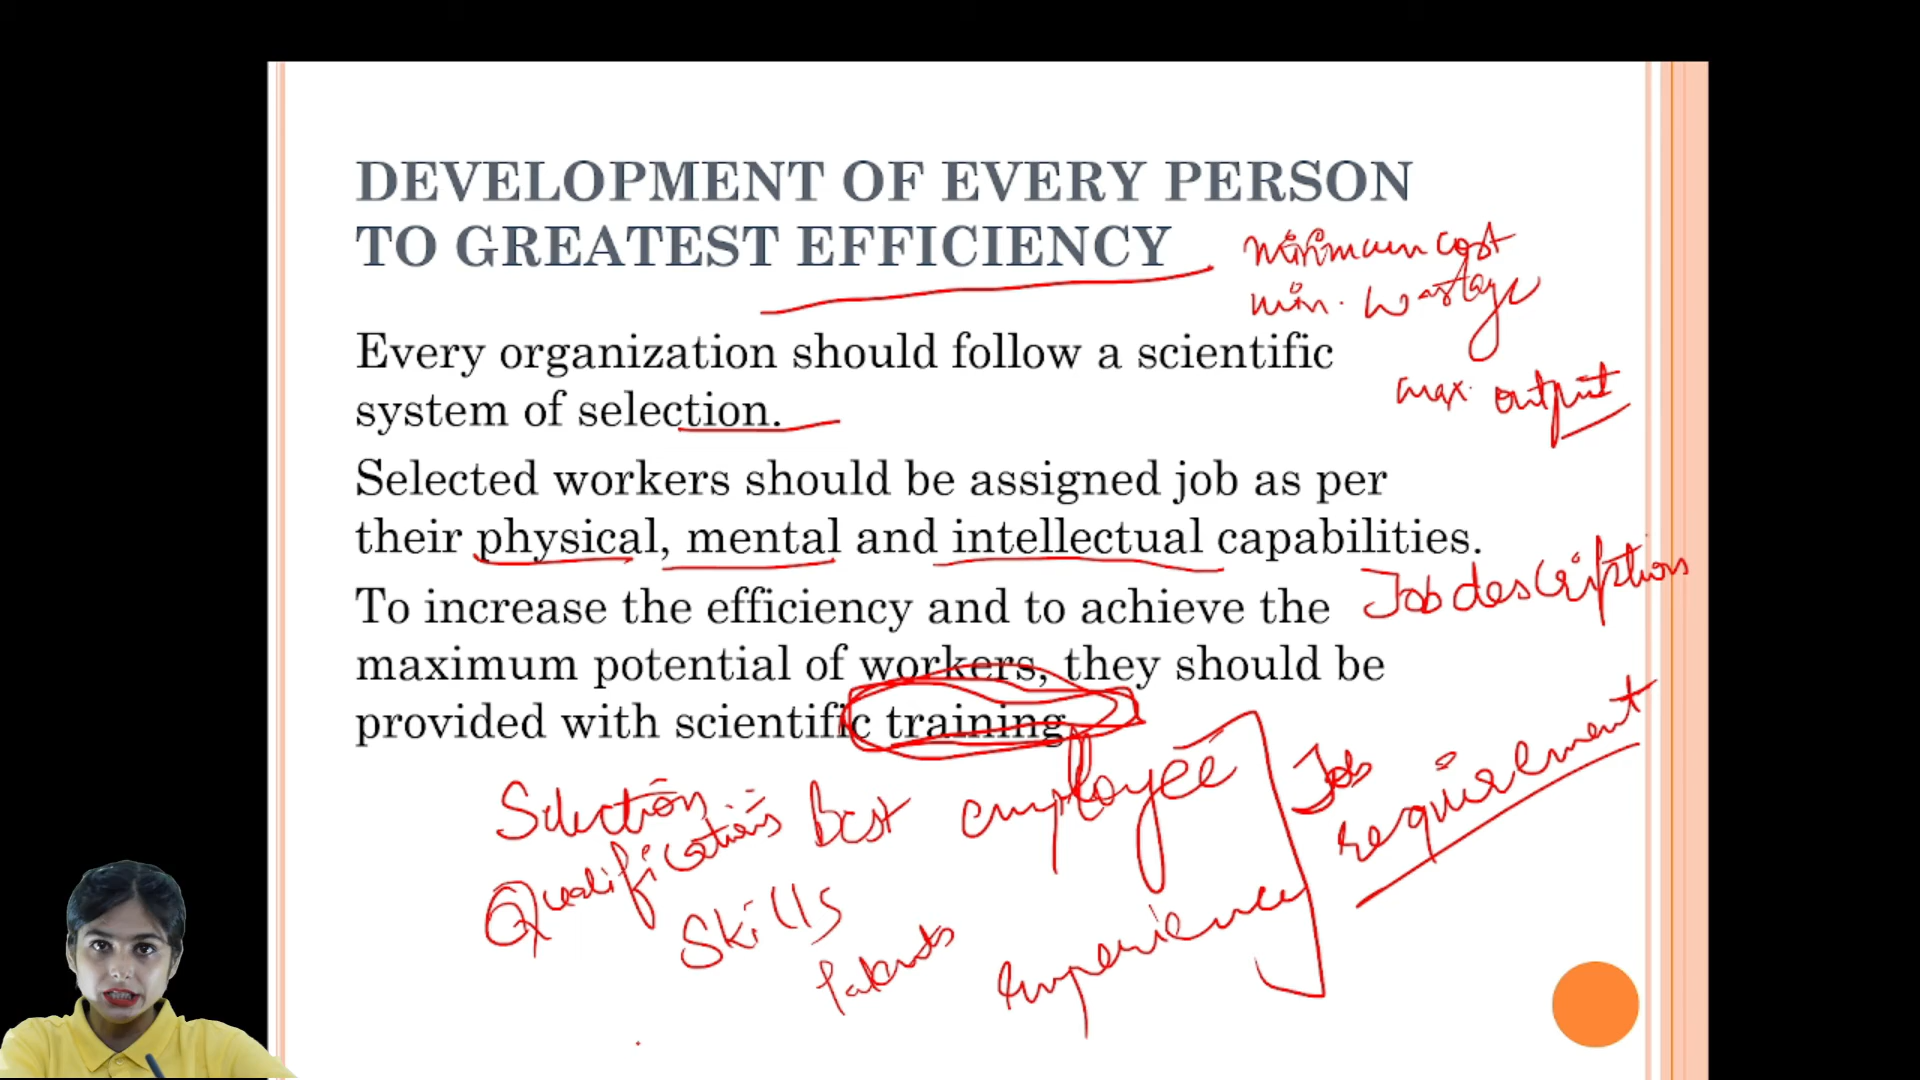 DEVELOPMENT OF EVERY PERSON
TO GREATEST EFFICIENCY
minimum cost
min. wastage
Every organization should follow a scientific
max. output
system of selection.
Selected workers should be assigned job as per
their physical, mental and intellectual capabilities.
Job description
To increase the efficiency and to achieve the
maximum potential of workers, they should be
provided with scientific training
Selection Best employee
Job
requirement
Qualifications
Skills
Talents
Experience